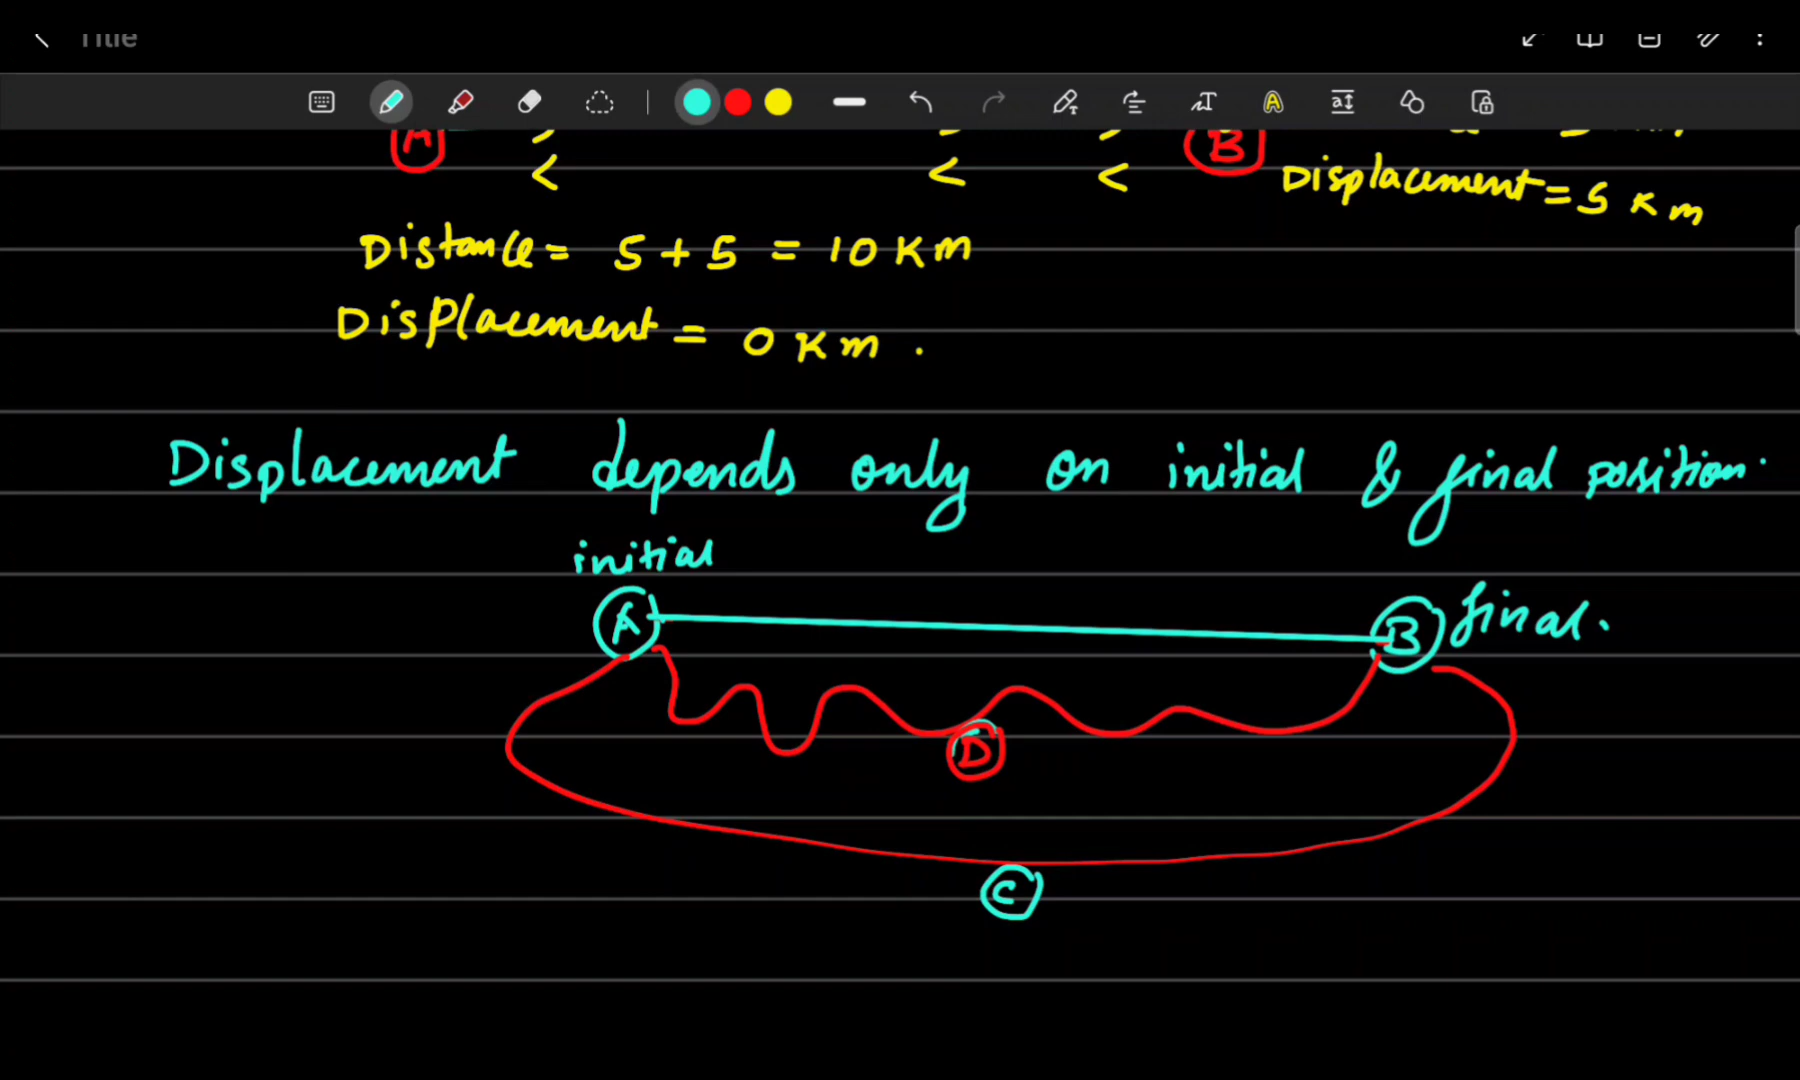 Title
A B
Displacement = 5 Km
Distance = 5 + 5 = 10 Km
Displacement = 0 Km .
Displacement depends only on initial & final position.
initial
A B final.
D
C